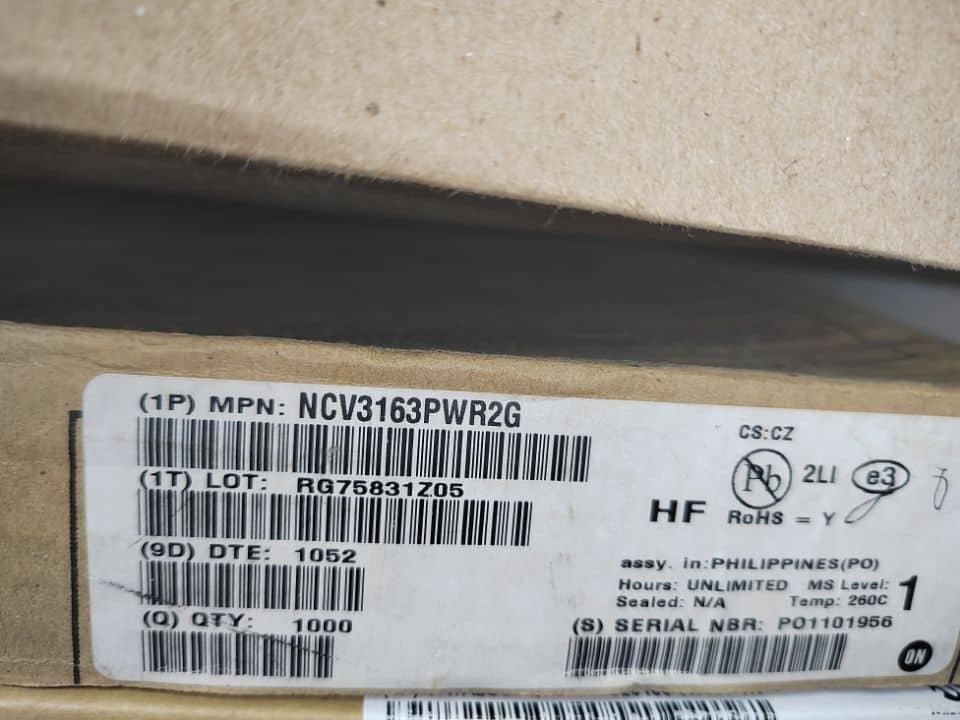 (1P) MPN: NCV3163PWR2G
(1T) LOT: RG75831Z05
(9D) DTE: 1052
(Q) QTY: 1000
CS:CZ
Pb 2LI e3
HF RoHS = Y
assy. in:PHILIPPINES(PO)
Hours: UNLIMITED MS Level: 1
Sealed: N/A Temp: 260C
(S) SERIAL NBR: PO1101956
ON